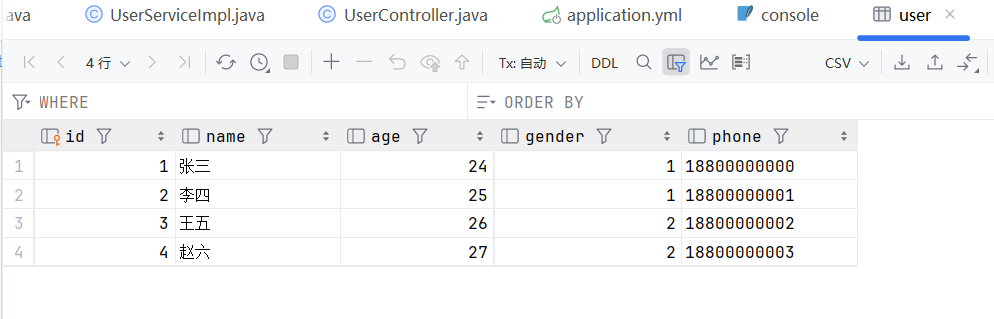 ava UserServiceImpl.java UserController.java application.yml console user
4 行 Tx: 自动 DDL CSV
WHERE ORDER BY
id name age gender phone
1 1 张三 24 1 18800000000
2 2 李四 25 1 18800000001
3 3 王五 26 2 18800000002
4 4 赵六 27 2 18800000003